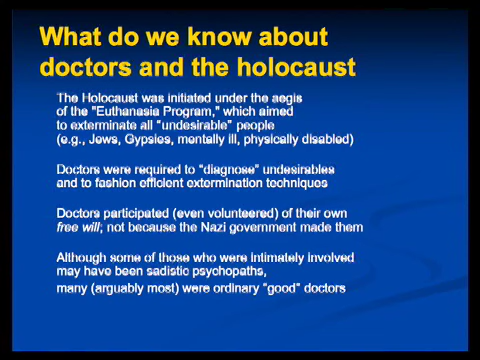 What do we know about
doctors and the holocaust
The Holocaust was initiated under the aegis
of the "Euthanasia Program," which aimed
to exterminate all "undesirable" people
(e.g., Jews, Gypsies, mentally ill, physically disabled)
Doctors were required to "diagnose" undesirables
and to fashion efficient extermination techniques
Doctors participated (even volunteered) of their own
free will; not because the Nazi government made them
Although some of those who were intimately involved
may have been sadistic psychopaths,
many (arguably most) were ordinary "good" doctors